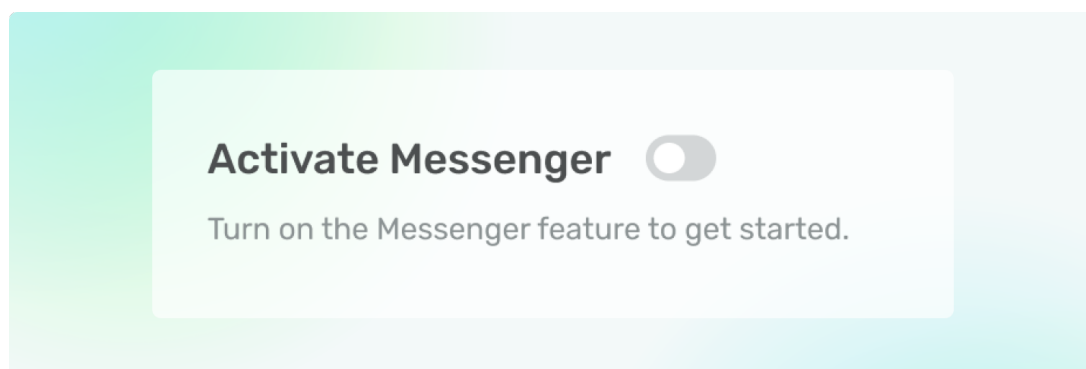 Activate Messenger
Turn on the Messenger feature to get started.